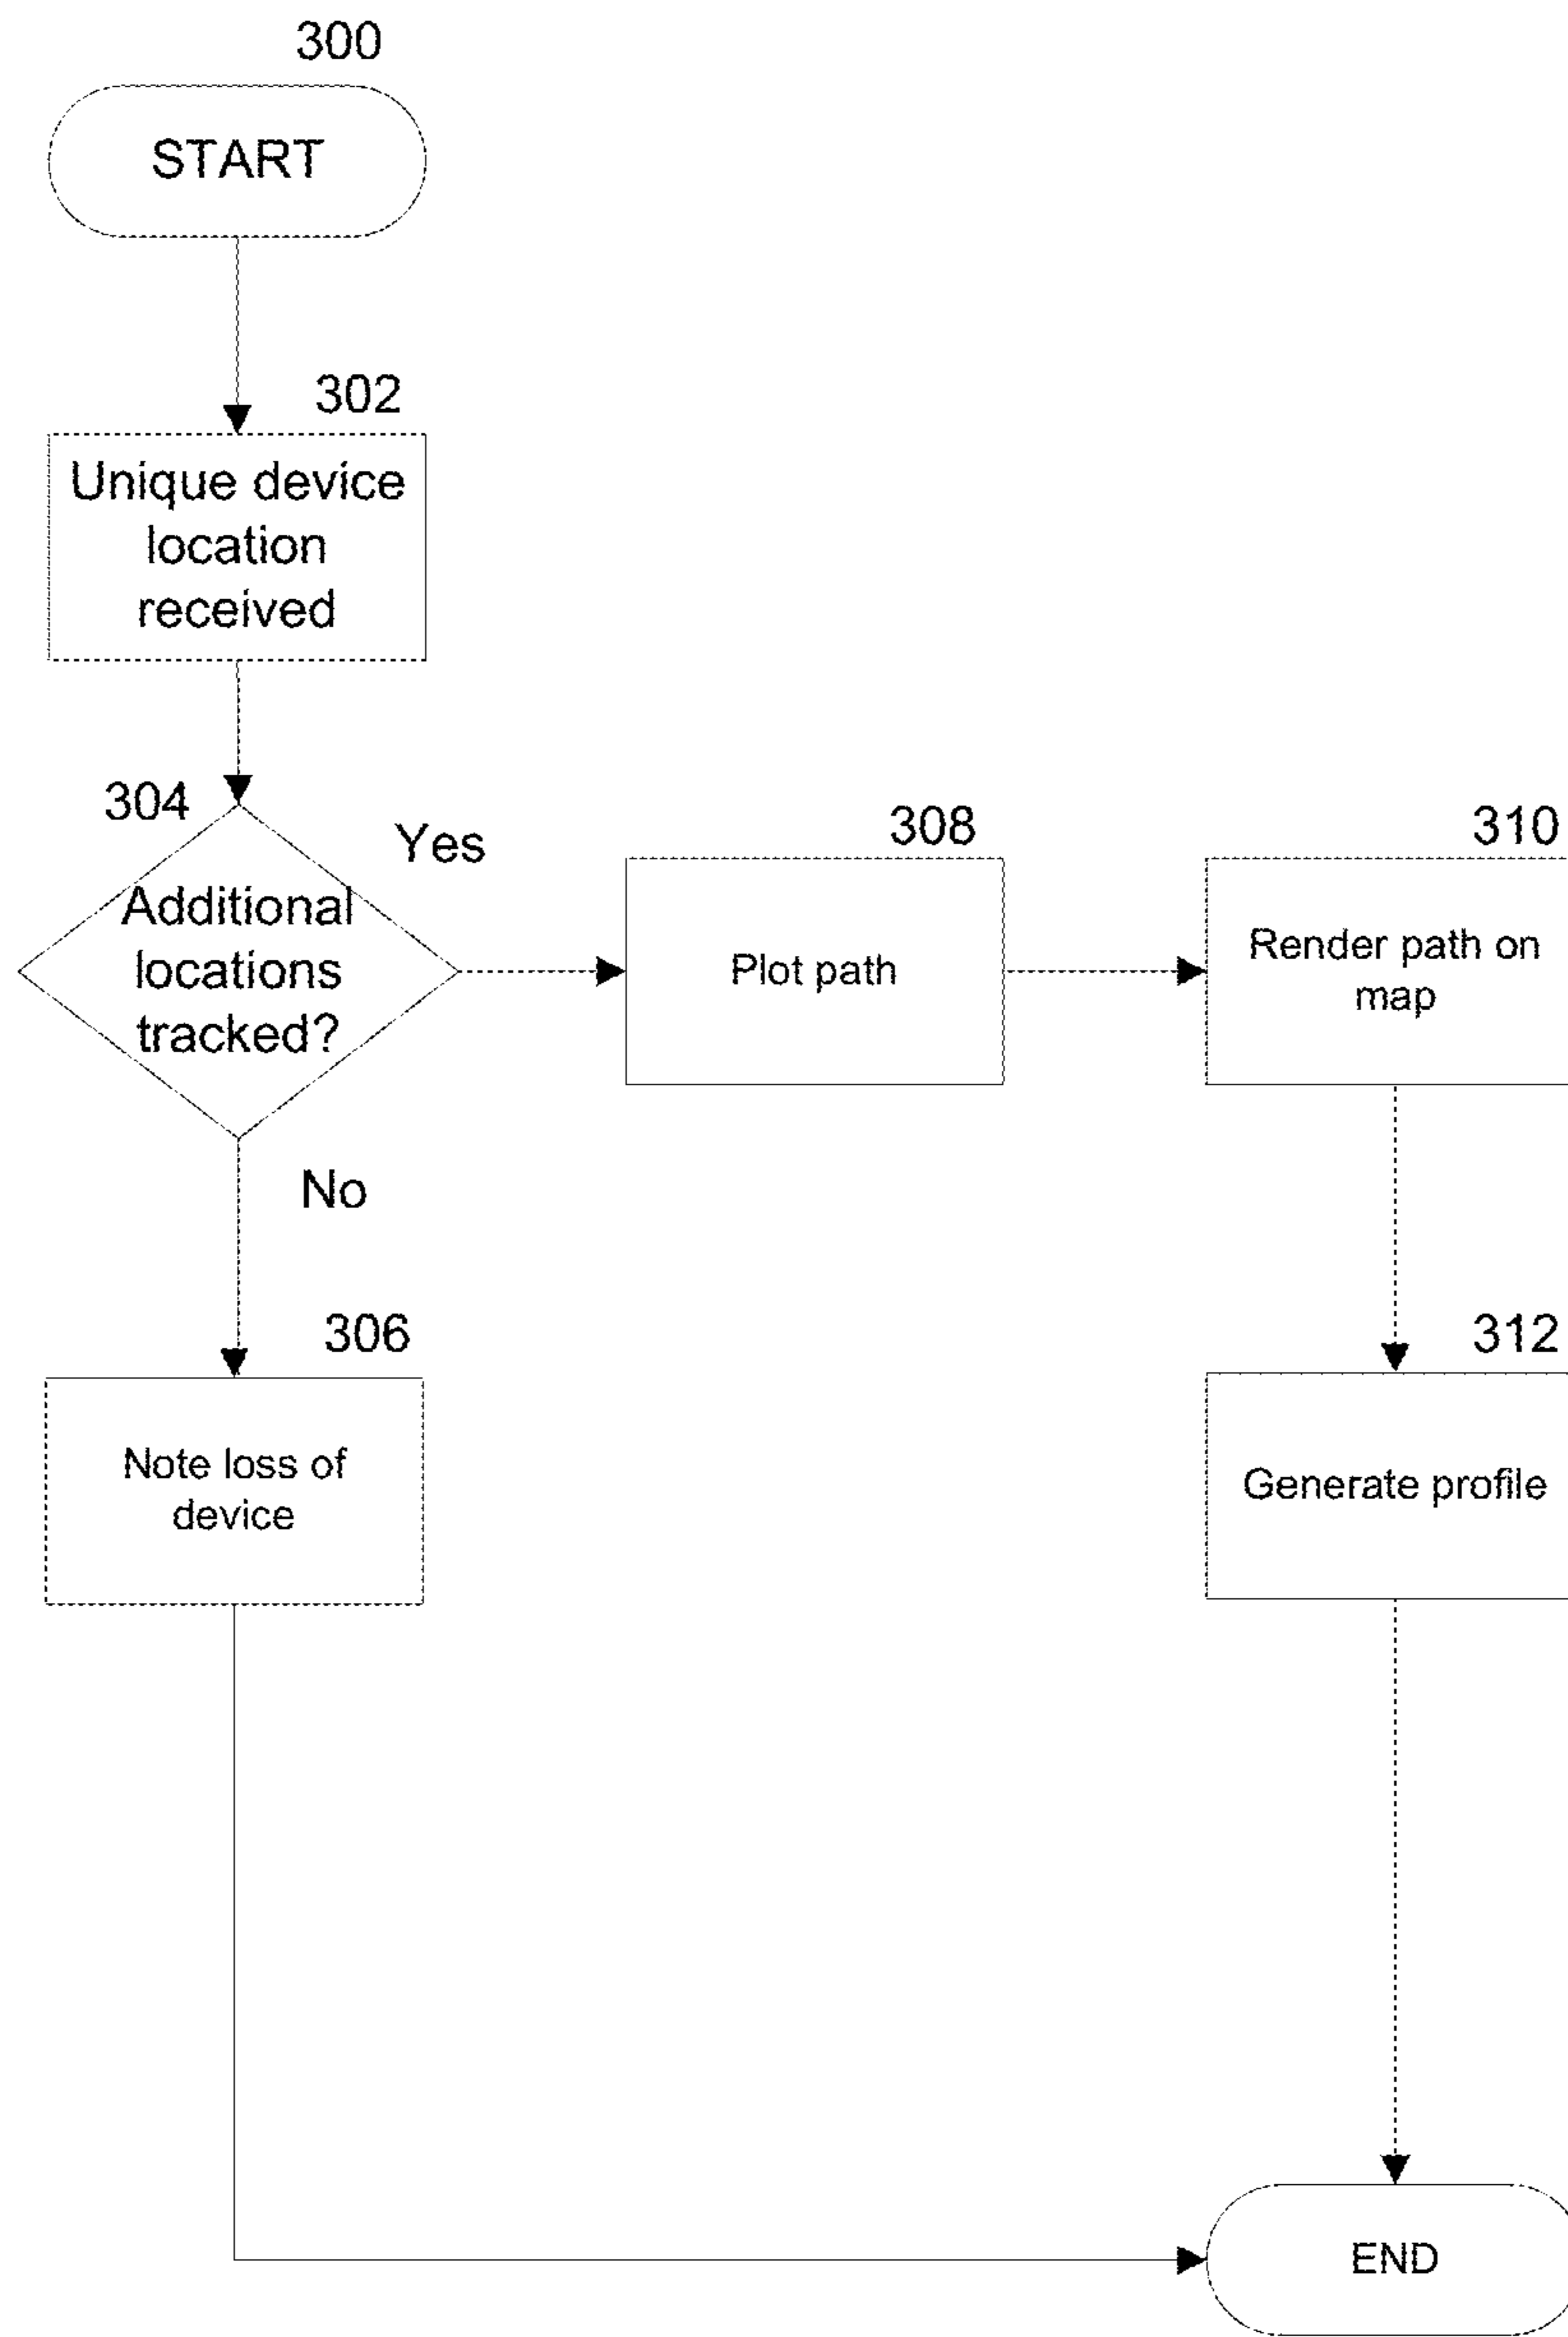 300
START
302
Unique device
location
received
304
Additional
locations
tracked?
Yes
308
Plot path
310
Render path on
map
No
306
Note loss of
device
312
Generate profile
END